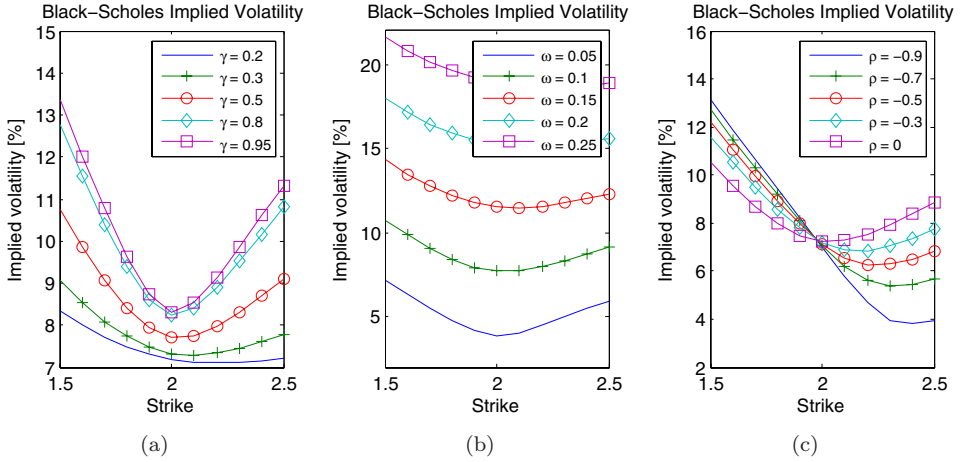 Black−Scholes Implied Volatility
15
14
13
12
11
10
9
8
7
Implied volatility [%]
γ = 0.2
γ = 0.3
γ = 0.5
γ = 0.8
γ = 0.95
1.5 2 2.5
Strike
(a)
Black−Scholes Implied Volatility
20
15
10
5
Implied volatility [%]
ω = 0.05
ω = 0.1
ω = 0.15
ω = 0.2
ω = 0.25
1.5 2 2.5
Strike
(b)
Black−Scholes Implied Volatility
16
14
12
10
8
6
4
2
Implied volatility [%]
ρ = −0.9
ρ = −0.7
ρ = −0.5
ρ = −0.3
ρ = 0
1.5 2 2.5
Strike
(c)